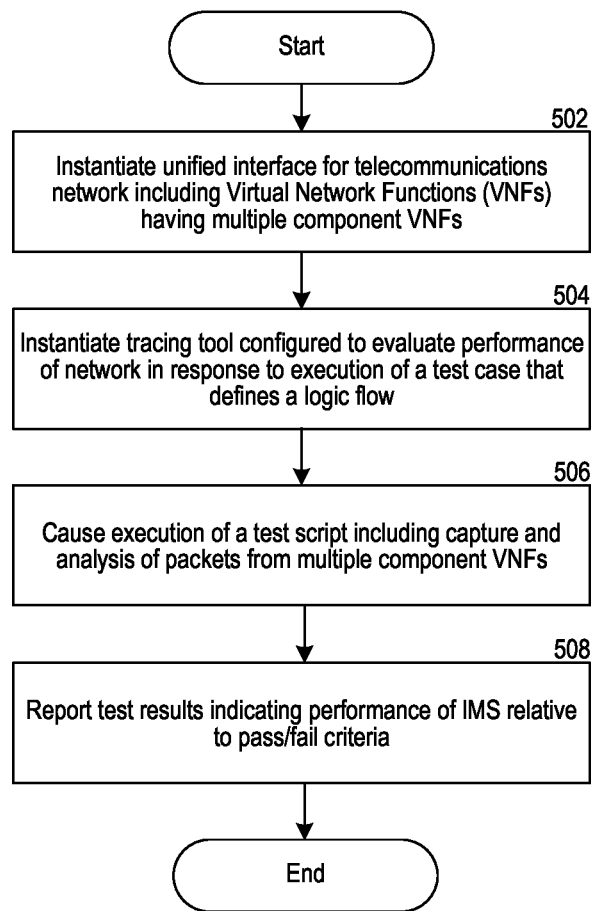 Start
502
Instantiate unified interface for telecommunications
network including Virtual Network Functions (VNFs)
having multiple component VNFs
504
Instantiate tracing tool configured to evaluate performance
of network in response to execution of a test case that
defines a logic flow
506
Cause execution of a test script including capture and
analysis of packets from multiple component VNFs
508
Report test results indicating performance of IMS relative
to pass/fail criteria
End